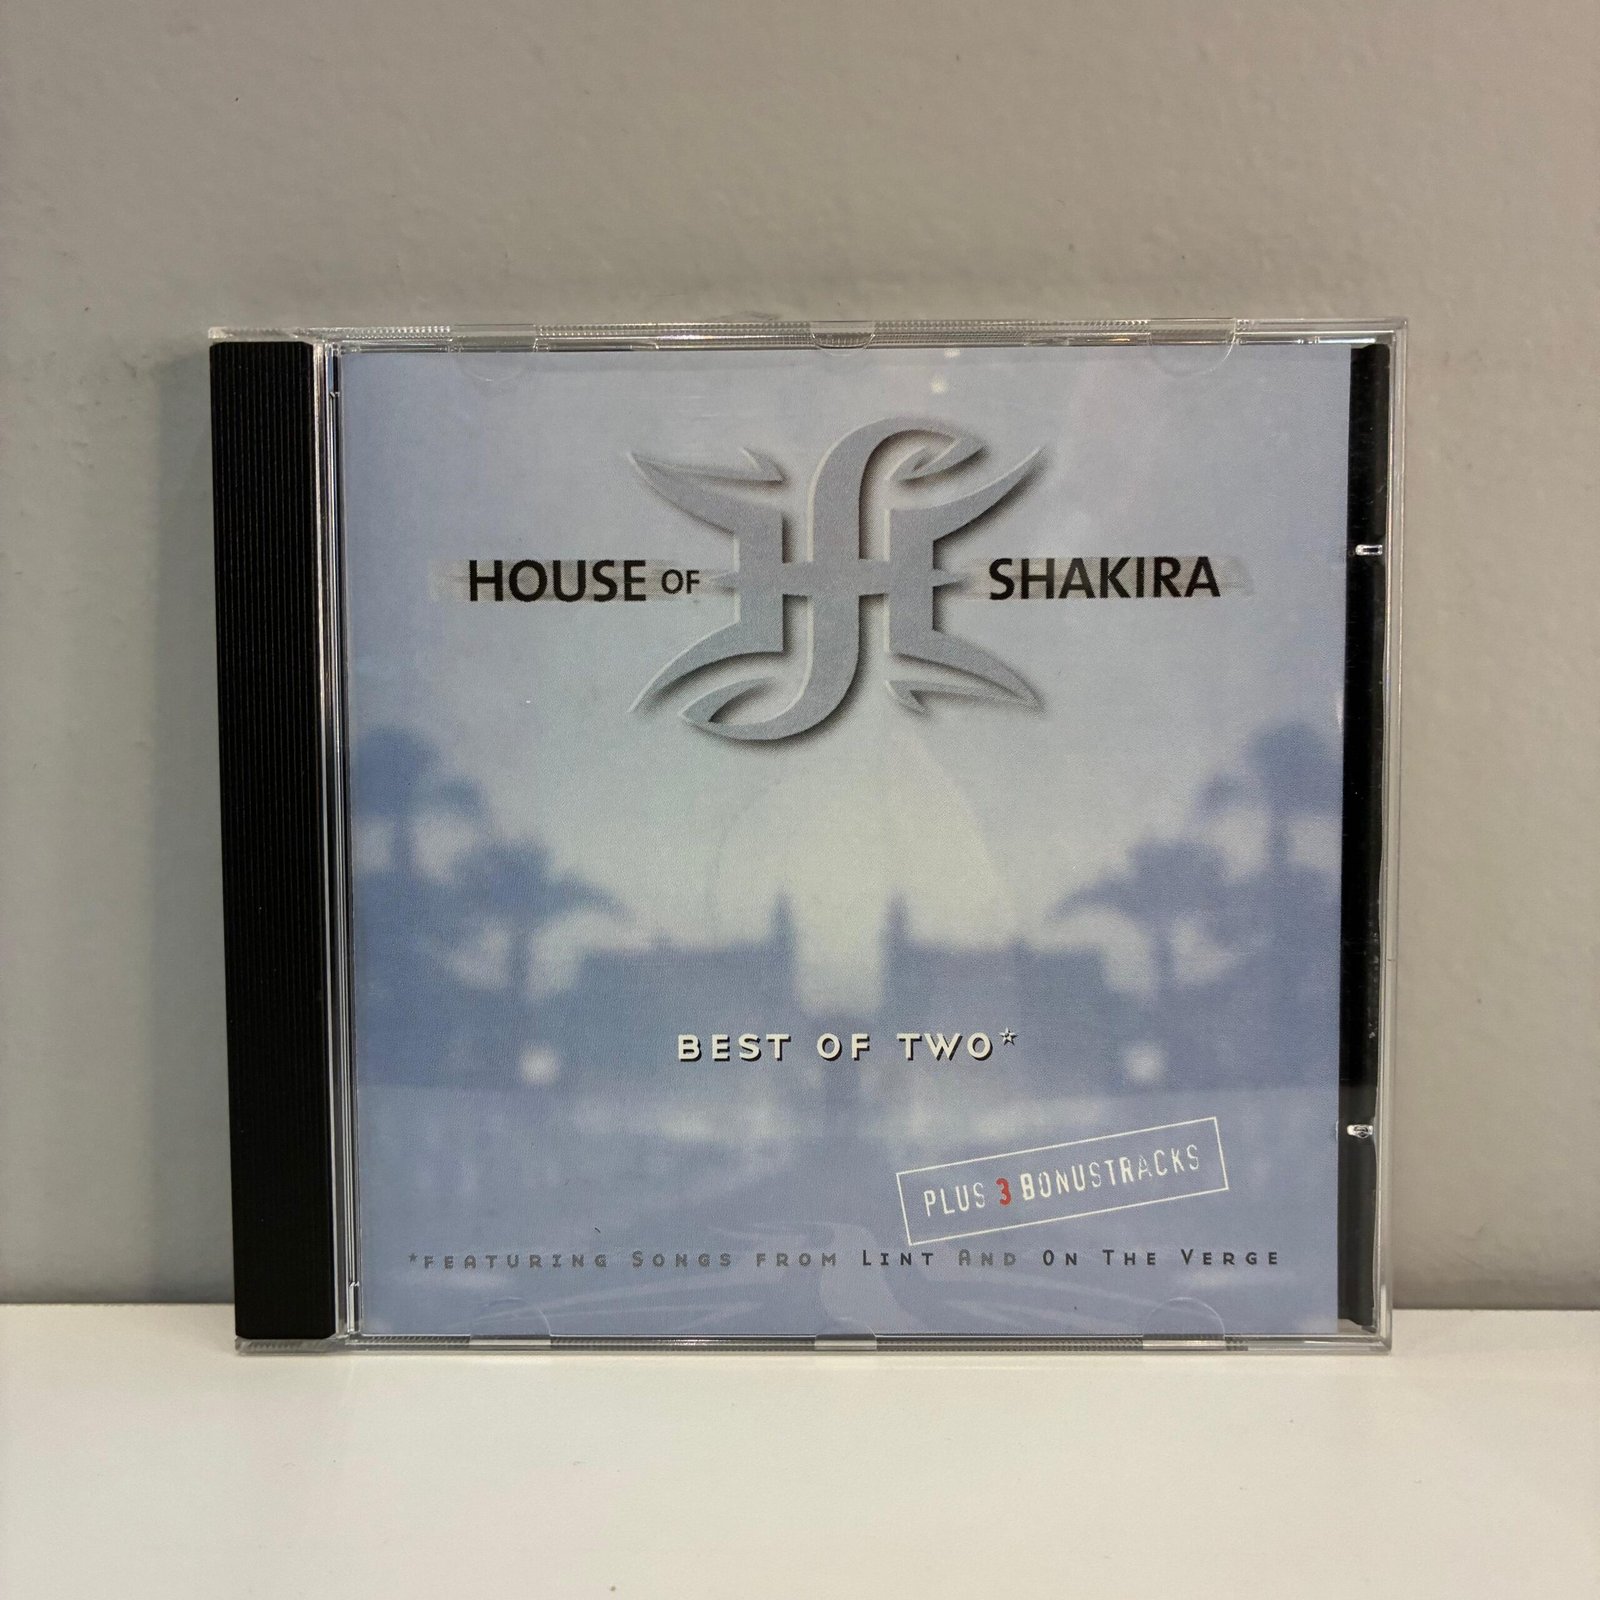 HOUSE OF SHAKIRA
BEST OF TWO*
PLUS 3 BONUSTRACKS
*FEATURING SONGS FROM LINT AND ON THE VERGE